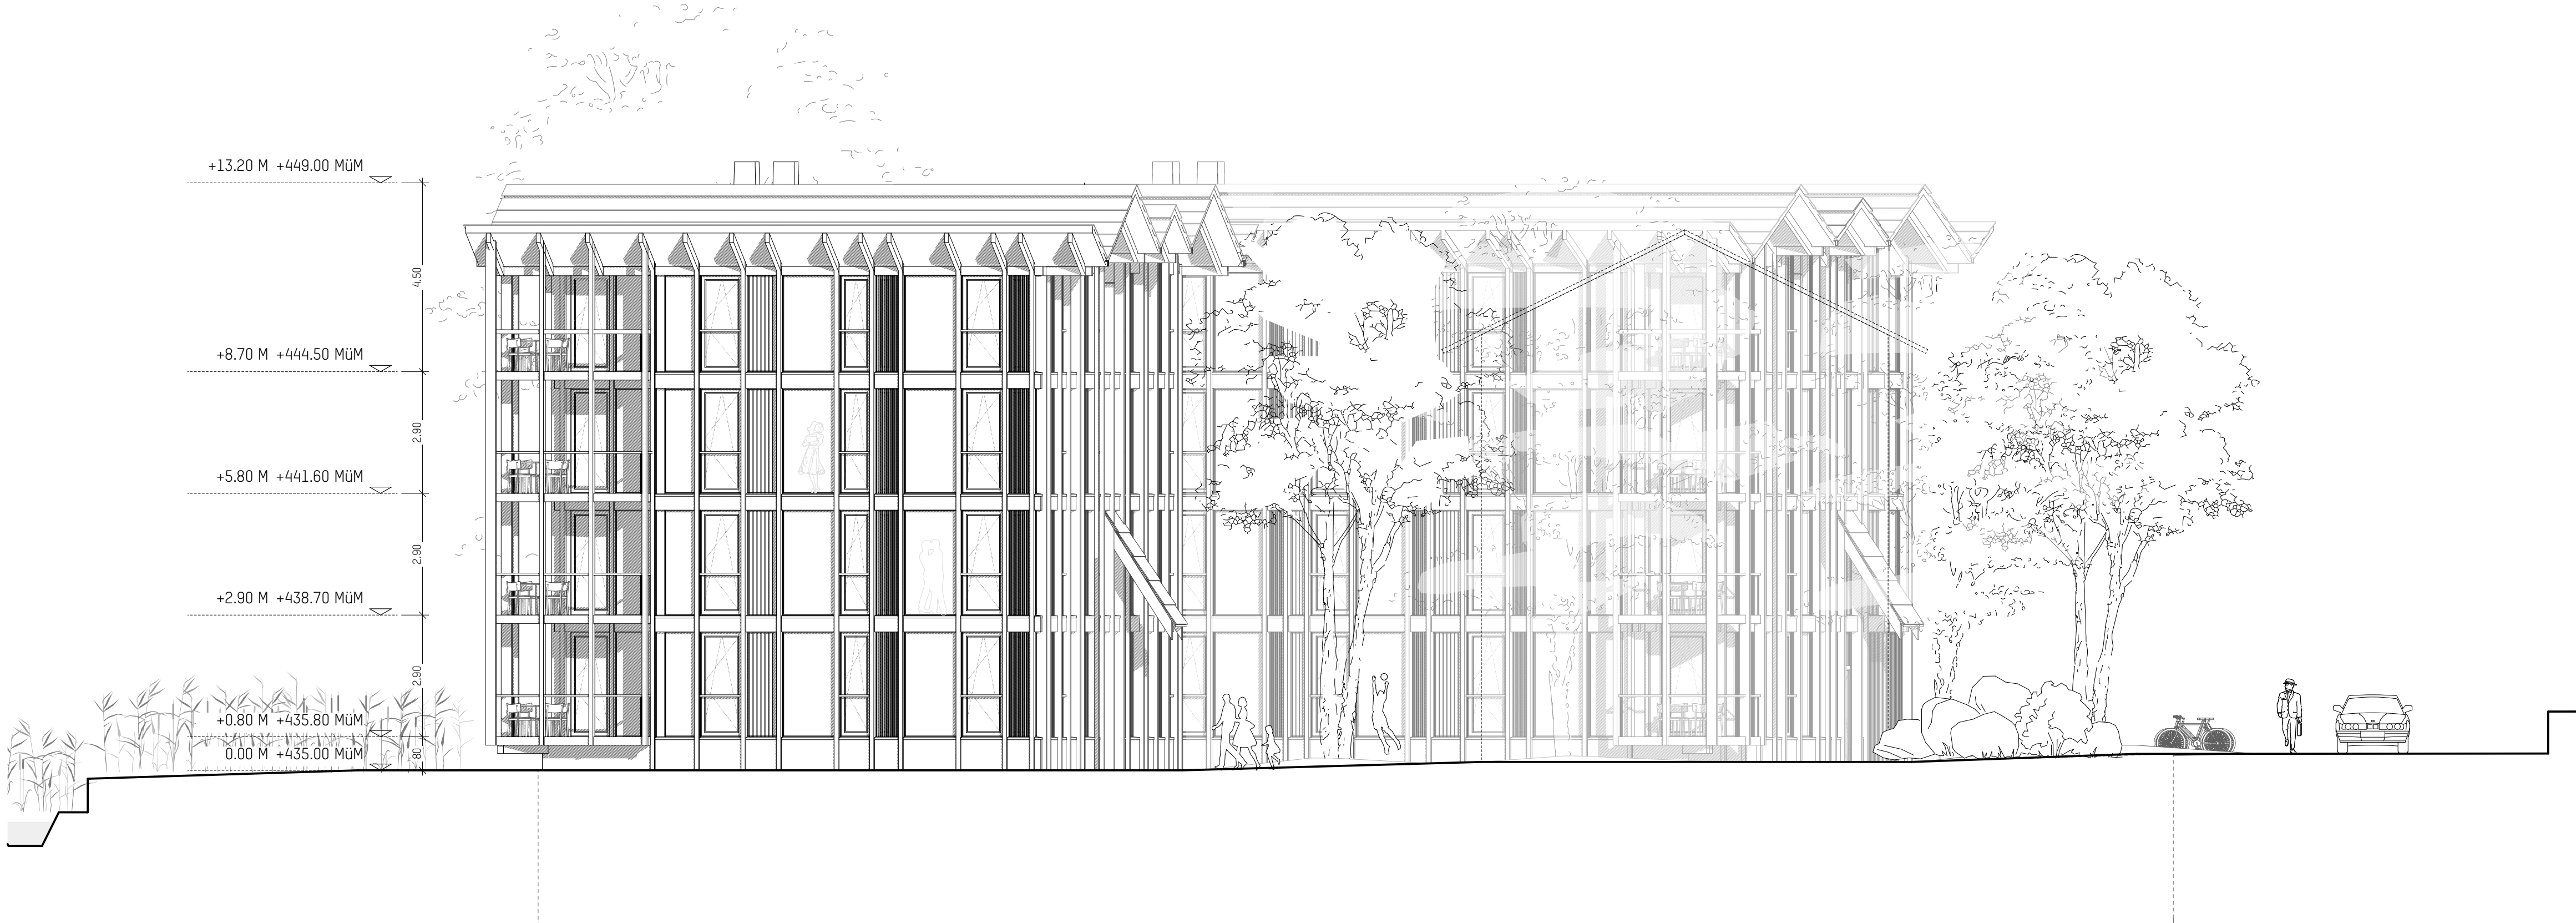 +13.20 M +449.00 MüM
4.50
+8.70 M +444.50 MüM
2.90
+5.80 M +441.60 MüM
2.90
+2.90 M +438.70 MüM
2.90
+0.80 M +435.80 MüM
.80
0.00 M +435.00 MüM